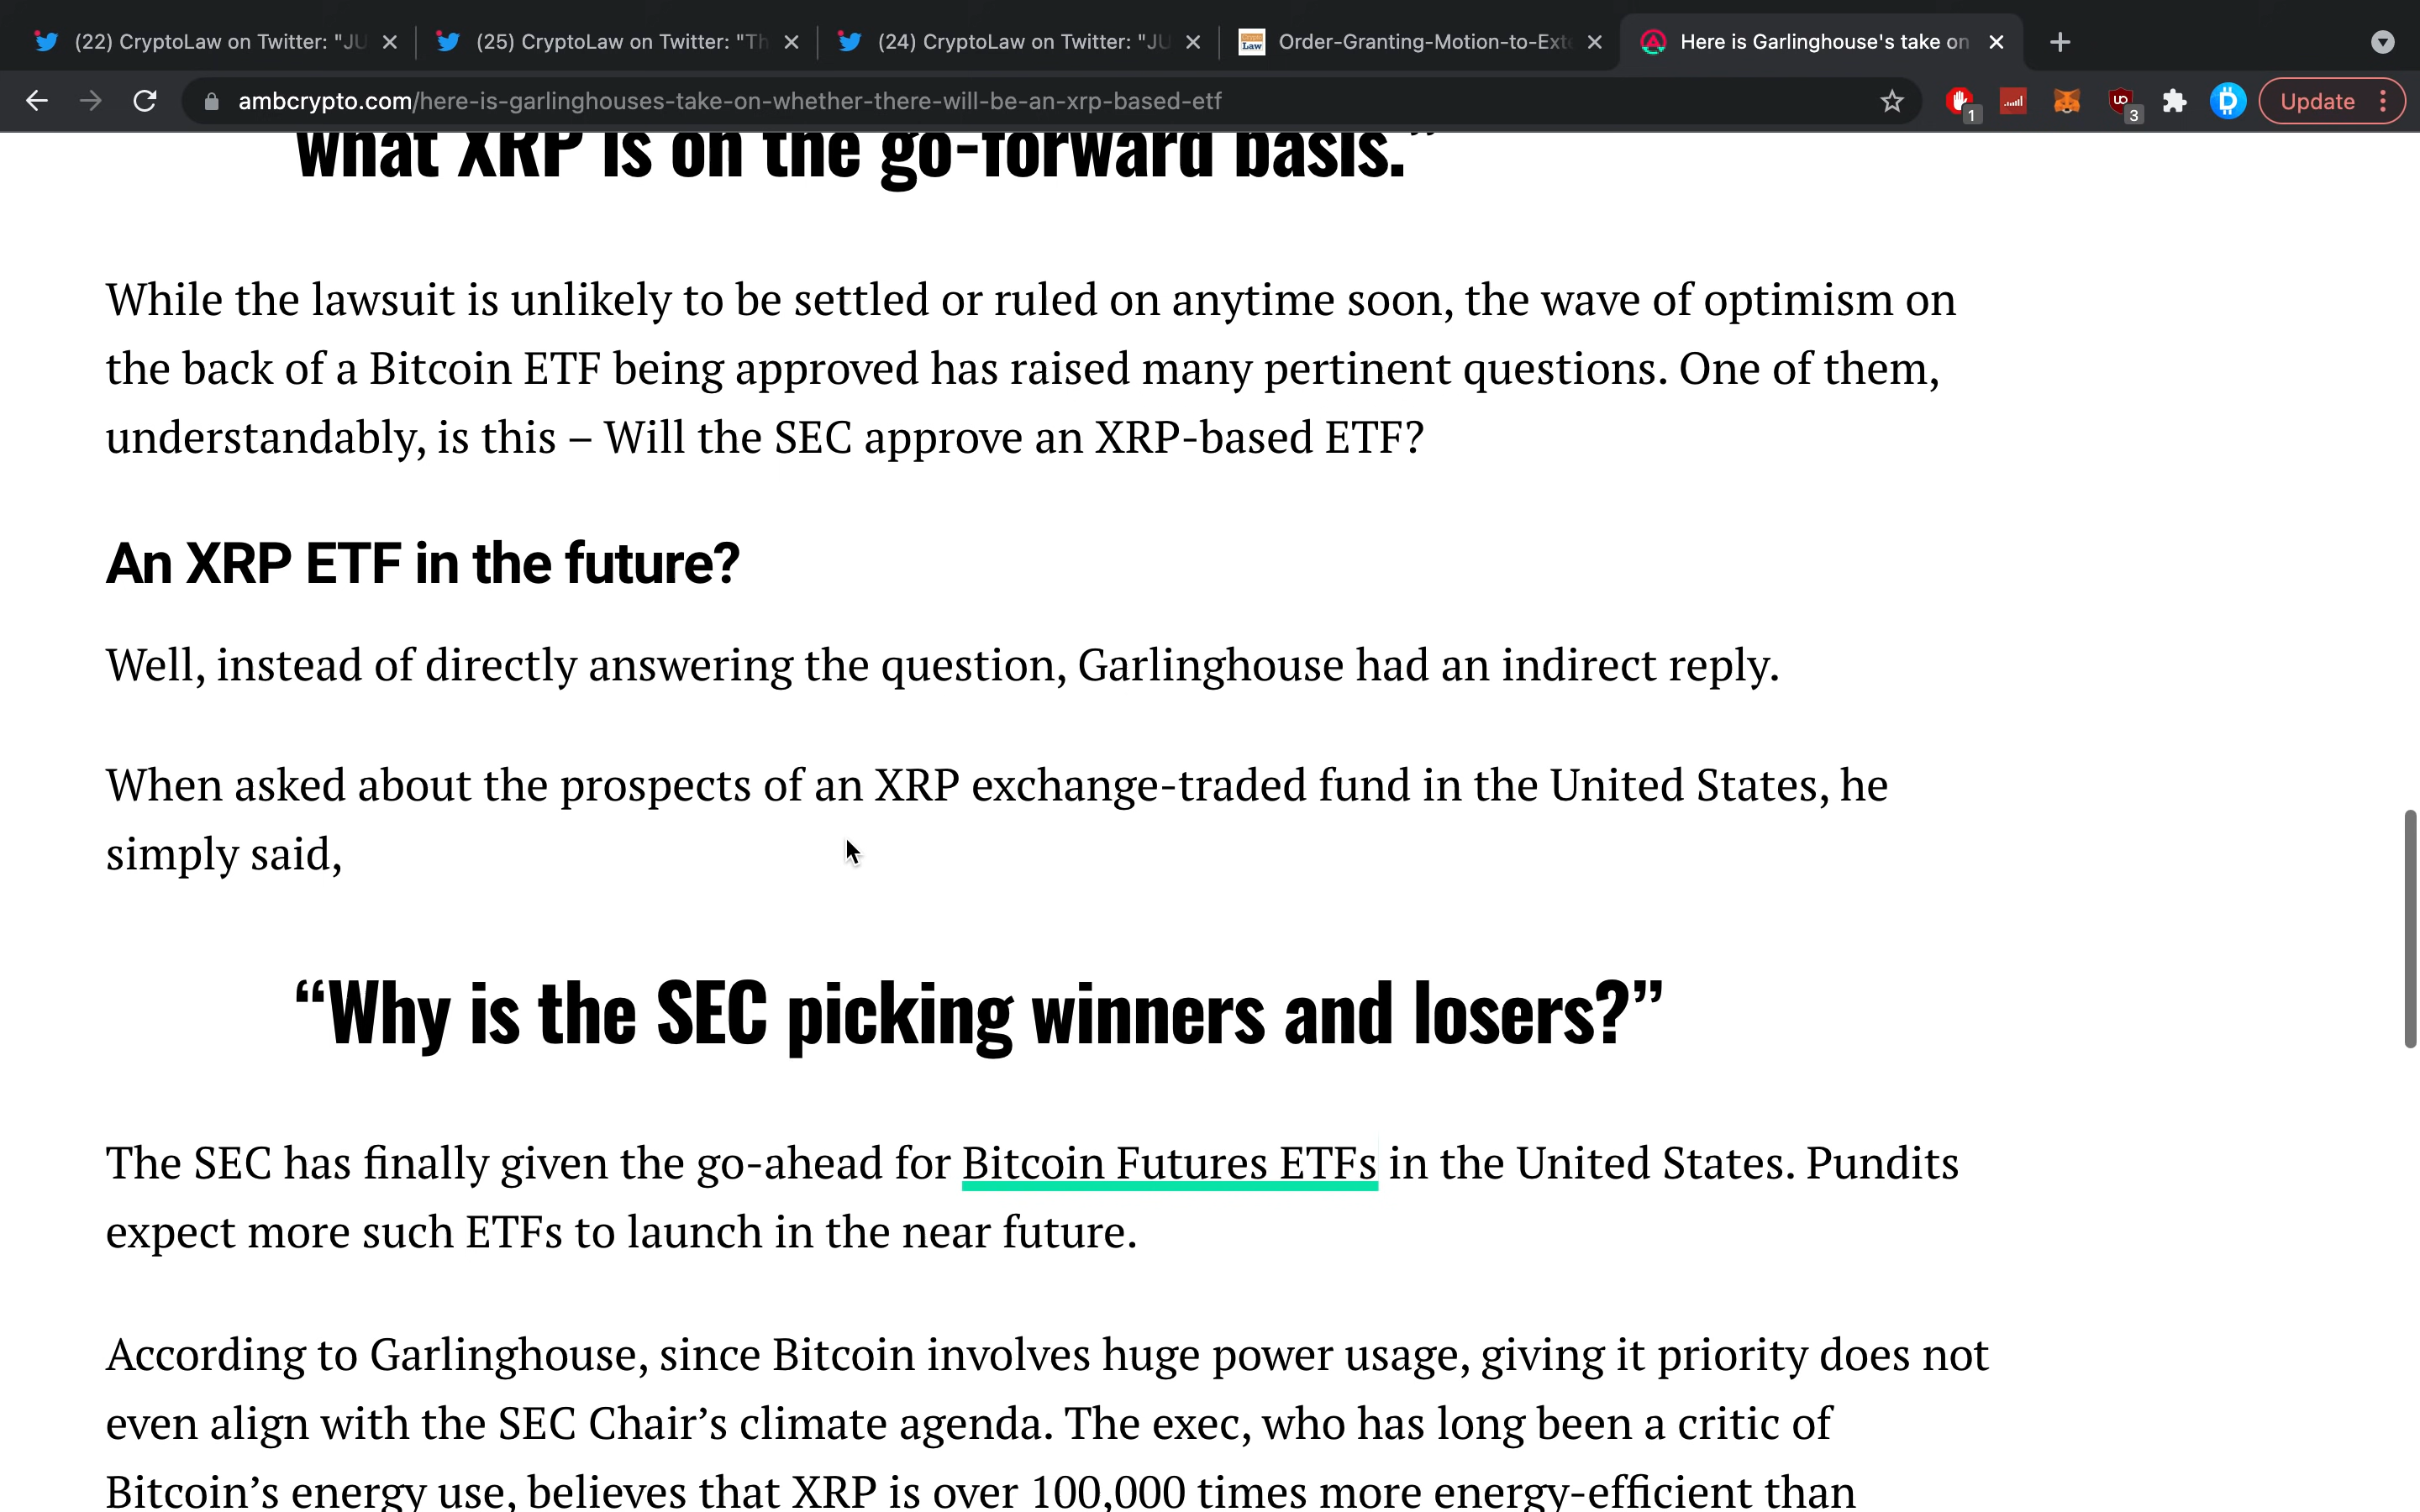 (22) CryptoLaw on Twitter: "JU
(25) CryptoLaw on Twitter: "Th
(24) CryptoLaw on Twitter: "JU
Order-Granting-Motion-to-Exte
Here is Garlinghouse's take on
ambcrypto.com/here-is-garlinghouses-take-on-whether-there-will-be-an-xrp-based-etf
1
3
Update
what XRP is on the go-forward basis.”
While the lawsuit is unlikely to be settled or ruled on anytime soon, the wave of optimism on
the back of a Bitcoin ETF being approved has raised many pertinent questions. One of them,
understandably, is this – Will the SEC approve an XRP-based ETF?
An XRP ETF in the future?
Well, instead of directly answering the question, Garlinghouse had an indirect reply.
When asked about the prospects of an XRP exchange-traded fund in the United States, he
simply said,
“Why is the SEC picking winners and losers?”
The SEC has finally given the go-ahead for Bitcoin Futures ETFs in the United States. Pundits
expect more such ETFs to launch in the near future.
According to Garlinghouse, since Bitcoin involves huge power usage, giving it priority does not
even align with the SEC Chair’s climate agenda. The exec, who has long been a critic of
Bitcoin’s energy use, believes that XRP is over 100,000 times more energy-efficient than